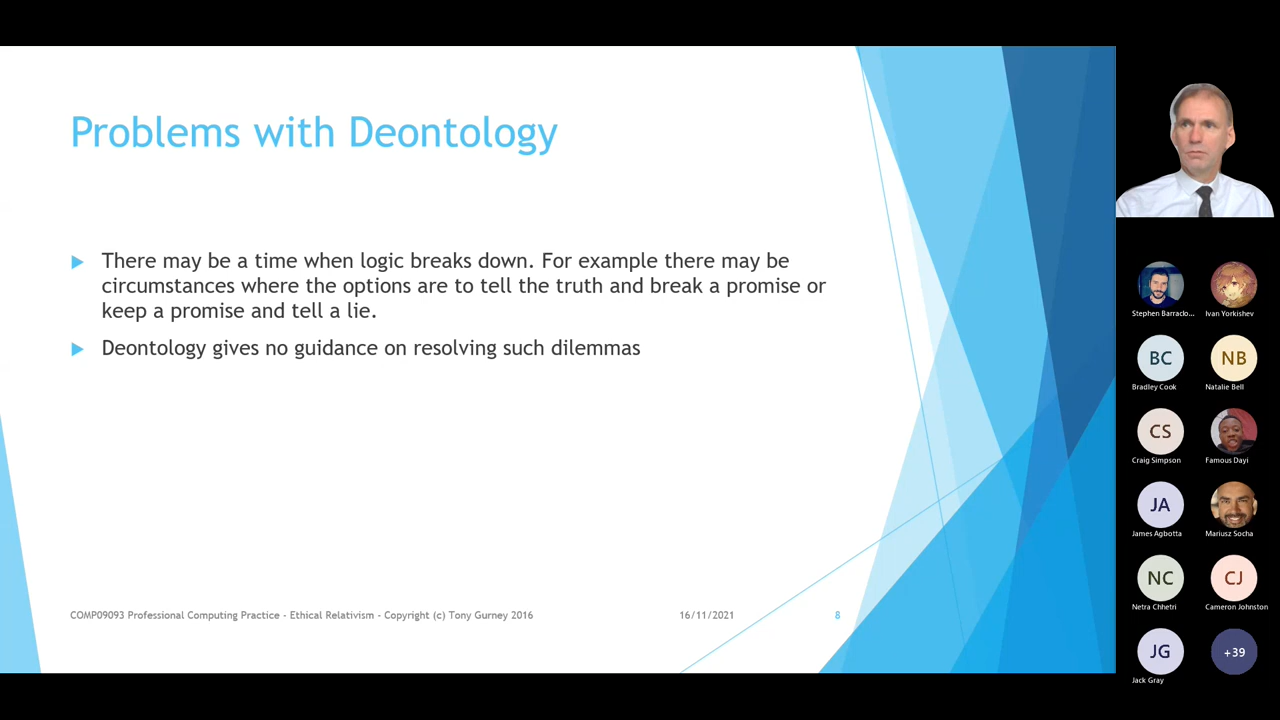 Problems with Deontology
There may be a time when logic breaks down. For example there may be
circumstances where the options are to tell the truth and break a promise or
keep a promise and tell a lie.
Deontology gives no guidance on resolving such dilemmas
COMP09093 Professional Computing Practice - Ethical Relativism - Copyright (c) Tony Gurney 2016
16/11/2021
8
Stephen Barraclo...
Ivan Yorkishev
BC
NB
Bradley Cook
Natalie Bell
CS
Craig Simpson
Famous Dayi
JA
James Agbotta
Mariusz Socha
NC
CJ
Netra Chhetri
Cameron Johnston
JG
+39
Jack Gray